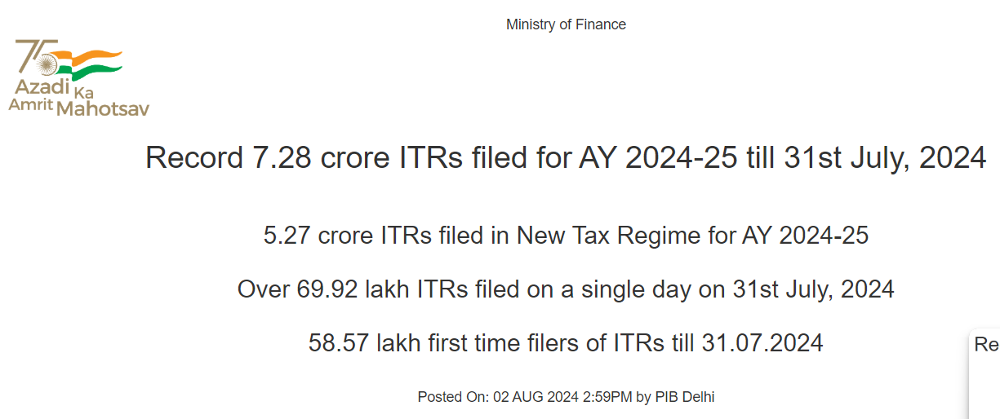 Ministry of Finance
75
Azadi Ka
Amrit Mahotsav
Record 7.28 crore ITRs filed for AY 2024-25 till 31st July, 2024
5.27 crore ITRs filed in New Tax Regime for AY 2024-25
Over 69.92 lakh ITRs filed on a single day on 31st July, 2024
58.57 lakh first time filers of ITRs till 31.07.2024
Re
Posted On: 02 AUG 2024 2:59PM by PIB Delhi